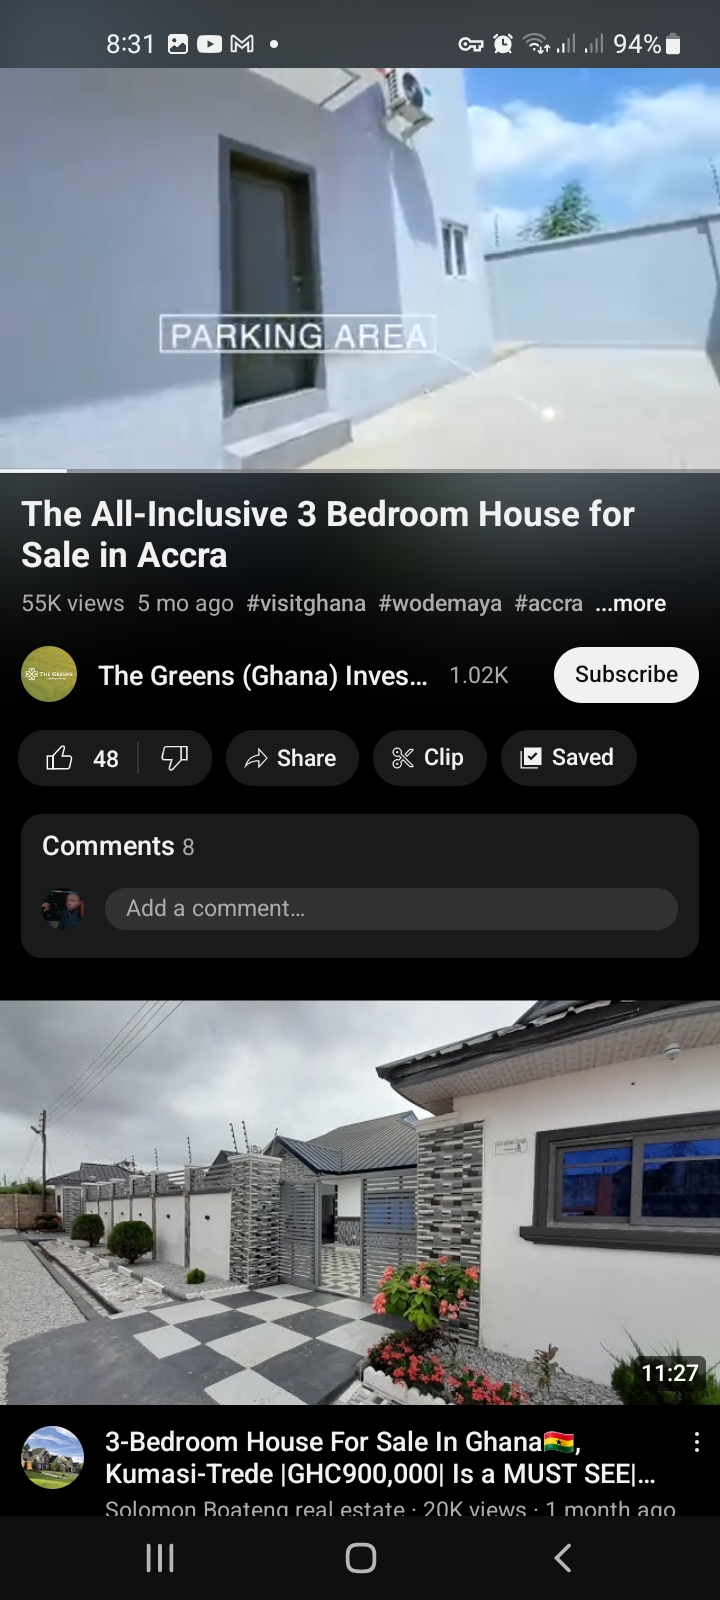 8:31
94%
PARKING AREA
The All-Inclusive 3 Bedroom House for
Sale in Accra
55K views 5 mo ago #visitghana #wodemaya #accra ...more
THE GREENS
The Greens (Ghana) Inves... 1.02K Subscribe
48 Share Clip Saved
Comments 8
Add a comment...
11:27
3-Bedroom House For Sale In Ghana🇬🇭,
Kumasi-Trede |GHC900,000| Is a MUST SEE|...
Solomon Boateng real estate · 20K views · 1 month ago